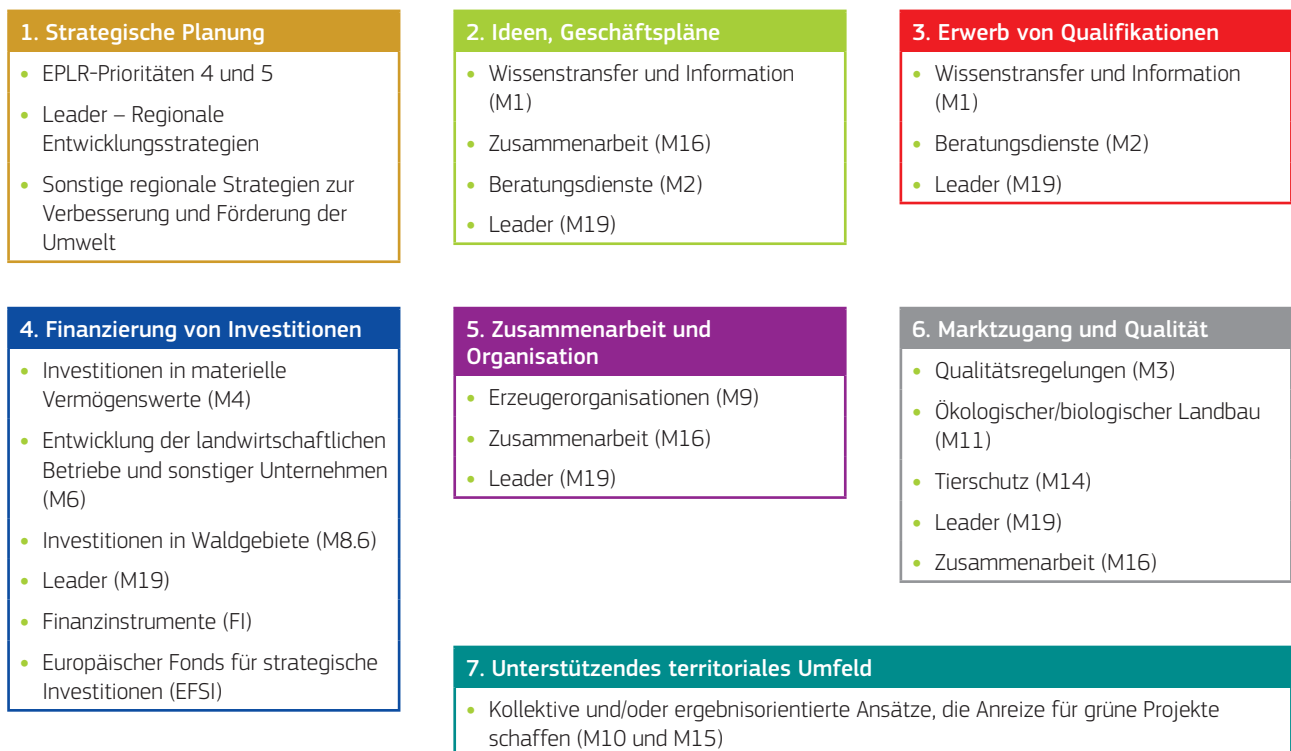 1. Strategische Planung
• EPLR-Prioritäten 4 und 5
• Leader – Regionale
Entwicklungsstrategien
• Sonstige regionale Strategien zur
Verbesserung und Förderung der
Umwelt
2. Ideen, Geschäftspläne
• Wissenstransfer und Information
(M1)
• Zusammenarbeit (M16)
• Beratungsdienste (M2)
• Leader (M19)
3. Erwerb von Qualifikationen
• Wissenstransfer und Information
(M1)
• Beratungsdienste (M2)
• Leader (M19)
4. Finanzierung von Investitionen
• Investitionen in materielle
Vermögenswerte (M4)
• Entwicklung der landwirtschaftlichen
Betriebe und sonstiger Unternehmen
(M6)
• Investitionen in Waldgebiete (M8.6)
• Leader (M19)
• Finanzinstrumente (FI)
• Europäischer Fonds für strategische
Investitionen (EFSI)
5. Zusammenarbeit und
Organisation
• Erzeugerorganisationen (M9)
• Zusammenarbeit (M16)
• Leader (M19)
6. Marktzugang und Qualität
• Qualitätsregelungen (M3)
• Ökologischer/biologischer Landbau
(M11)
• Tierschutz (M14)
• Leader (M19)
• Zusammenarbeit (M16)
7. Unterstützendes territoriales Umfeld
• Kollektive und/oder ergebnisorientierte Ansätze, die Anreize für grüne Projekte
schaffen (M10 und M15)